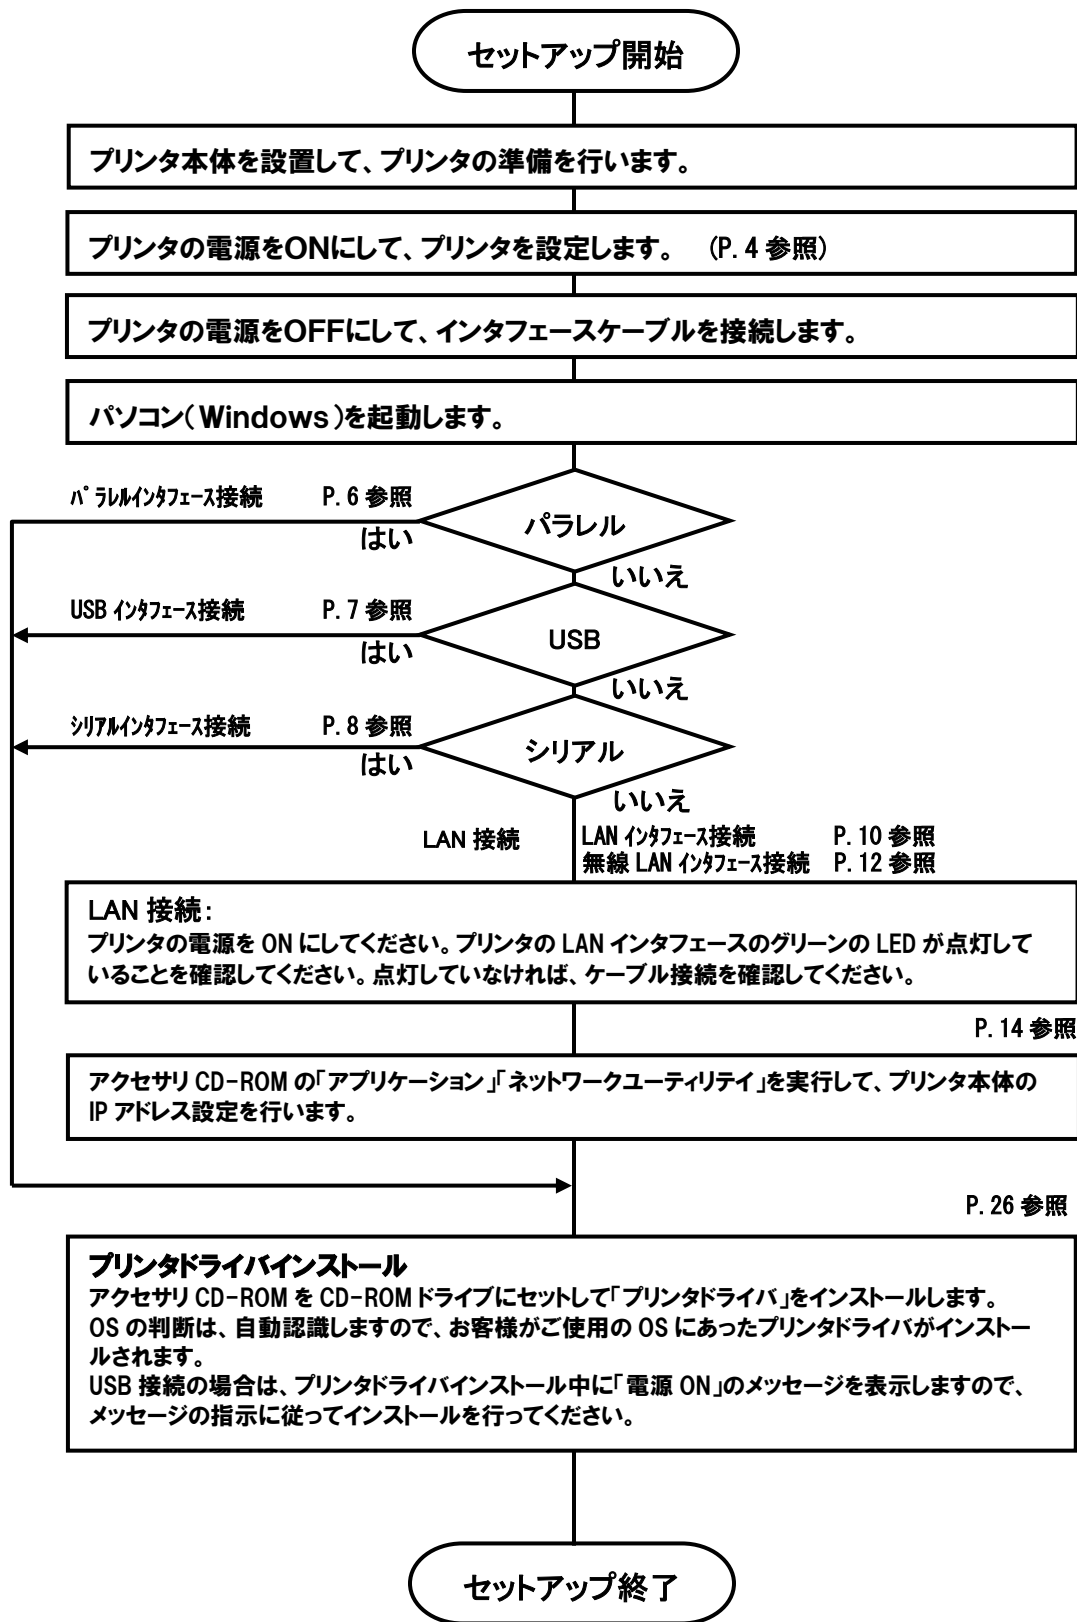 セットアップ開始
プリンタ本体を設置して、プリンタの準備を行います。
プリンタの電源をONにして、プリンタを設定します。 (P.4 参照)
プリンタの電源をOFFにして、インタフェースケーブルを接続します。
パソコン(Windows)を起動します。
パラレルインタフェース接続 P.6 参照
パラレル
はい
いいえ
USB インタフェース接続 P.7 参照
USB
はい
いいえ
シリアルインタフェース接続 P.8 参照
シリアル
はい
いいえ
LAN 接続
LAN インタフェース接続 P.10 参照
無線 LAN インタフェース接続 P.12 参照
LAN 接続:
プリンタの電源を ON にしてください。プリンタの LAN インタフェースのグリーンの LED が点灯して
いることを確認してください。点灯していなければ、ケーブル接続を確認してください。
P.14 参照
アクセサリ CD-ROM の「アプリケーション」「ネットワークユーティリテイ」を実行して、プリンタ本体の
IP アドレス設定を行います。
P.26 参照
プリンタドライバインストール
アクセサリ CD-ROM を CD-ROM ドライブにセットして「プリンタドライバ」をインストールします。
OS の判断は、自動認識しますので、お客様がご使用の OS にあったプリンタドライバがインストー
ルされます。
USB 接続の場合は、プリンタドライバインストール中に「電源 ON」のメッセージを表示しますので、
メッセージの指示に従ってインストールを行ってください。
セットアップ終了